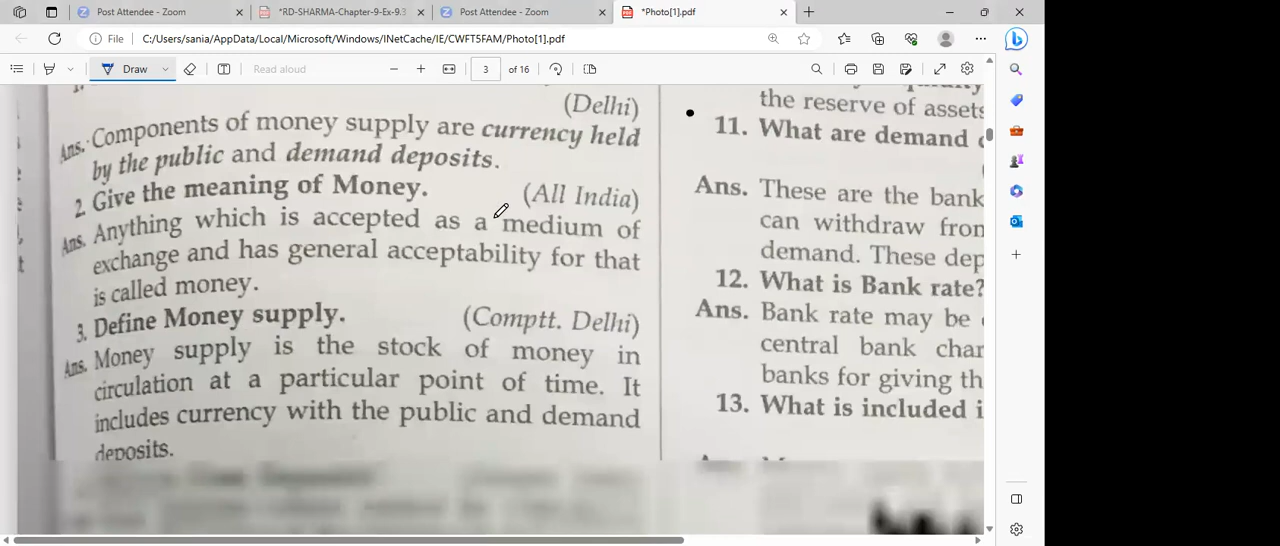 Post Attendee - Zoom
*RD-SHARMA-Chapter-9-Ex-9.3
Post Attendee - Zoom
*Photo[1].pdf
File
C:/Users/sania/AppData/Local/Microsoft/Windows/INetCache/IE/CWFT5FAM/Photo[1].pdf
Draw
Read aloud
3 of 16
(Delhi)
Ans. Components of money supply are currency held
by the public and demand deposits.
2. Give the meaning of Money. (All India)
Ans. Anything which is accepted as a medium of
exchange and has general acceptability for that
is called money.
3. Define Money supply. (Comptt. Delhi)
Ans. Money supply is the stock of money in
circulation at a particular point of time. It
includes currency with the public and demand
deposits.
the reserve of assets
11. What are demand
Ans. These are the bank
can withdraw from
demand. These dep
12. What is Bank rate?
Ans. Bank rate may be
central bank char
banks for giving th
13. What is included i